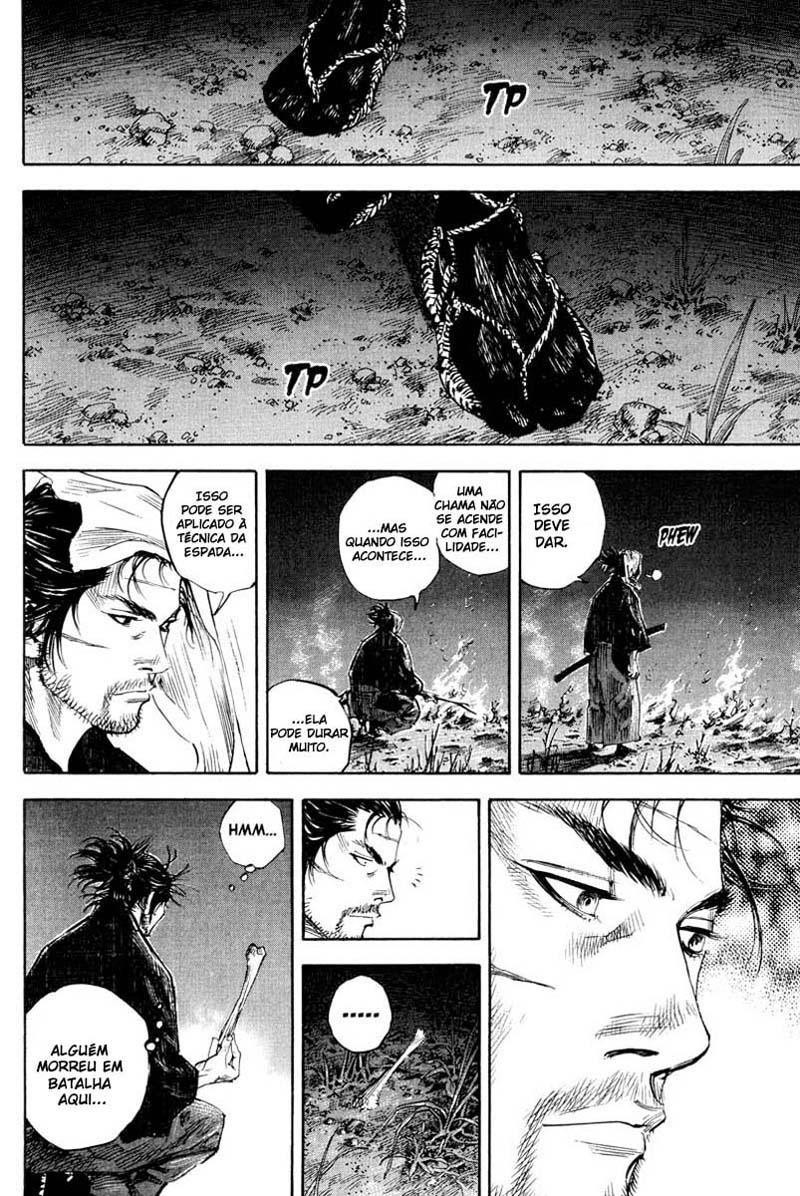 TP
TP
PHEW
ISSO
DEVE
DAR.
UMA
CHAMA NÃO
SE ACENDE
COM FACI-
LIDADE...
...MAS
QUANDO ISSO
ACONTECE...
...ELA
PODE DURAR
MUITO.
ISSO
PODE SER
APLICADO À
TÉCNICA DA
ESPADA...
.....
HMM...
ALGUÉM
MORREU EM
BATALHA
AQUI...